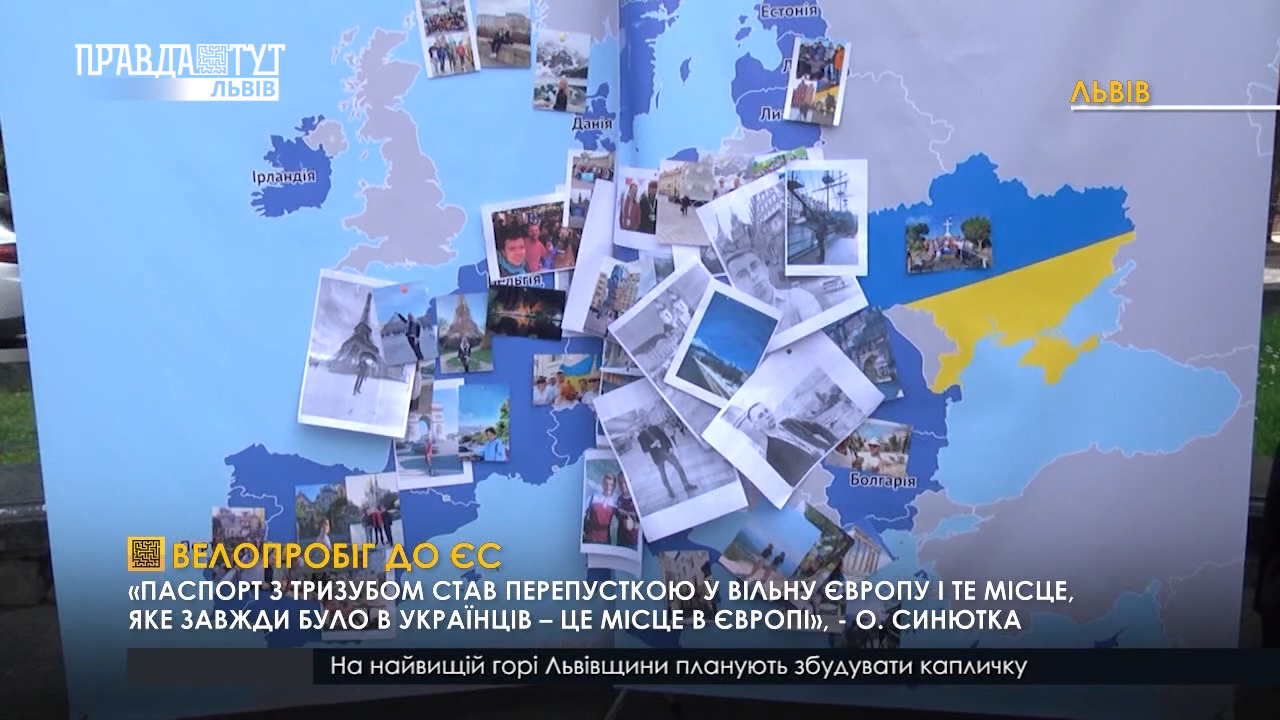 ПРАВДА ТУТ
ЛЬВІВ
ЛЬВІВ
Естонія
Данія
Ірландія
Болгарія
ВЕЛОПРОБІГ ДО ЄС
«ПАСПОРТ З ТРИЗУБОМ СТАВ ПЕРЕПУСТКОЮ У ВІЛЬНУ ЄВРОПУ І ТЕ МІСЦЕ,
ЯКЕ ЗАВЖДИ БУЛО В УКРАЇНЦІВ – ЦЕ МІСЦЕ В ЄВРОПІ», - О. СИНЮТКА
На найвищій горі Львівщини планують збудувати капличку